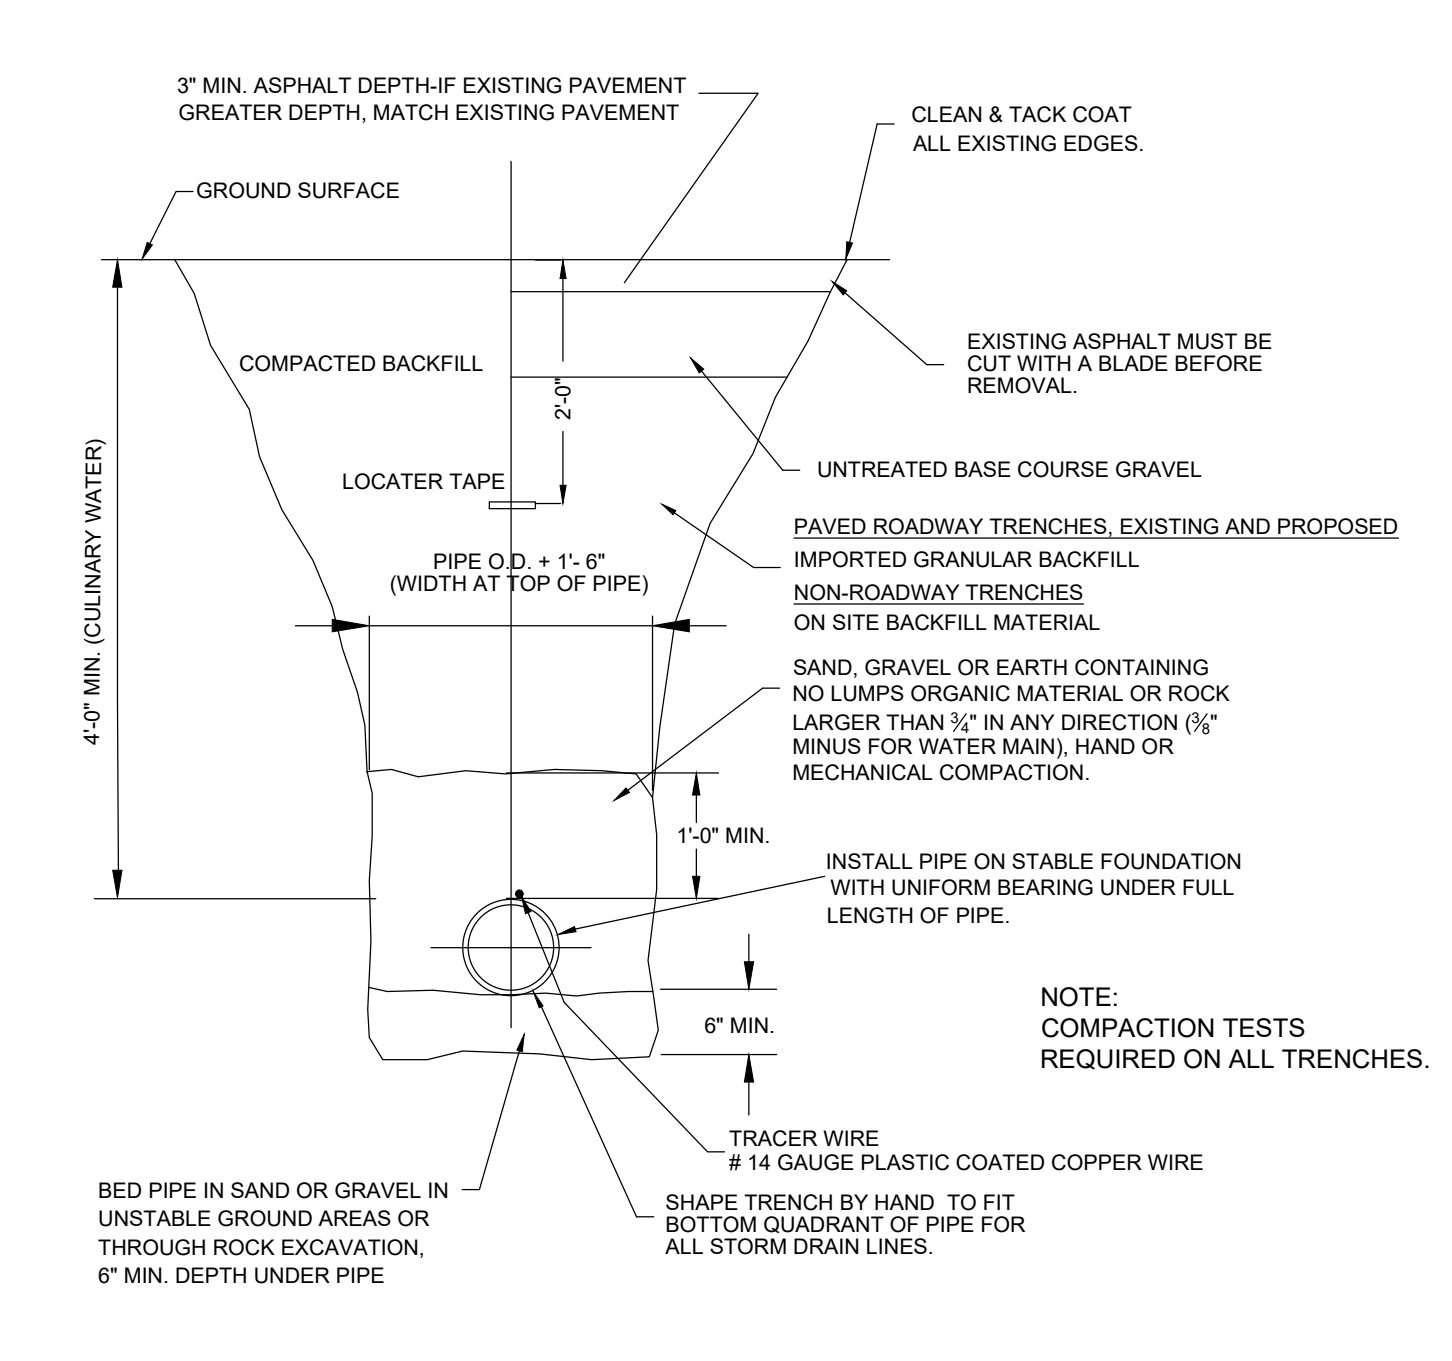 3" MIN. ASPHALT DEPTH-IF EXISTING PAVEMENT
GREATER DEPTH, MATCH EXISTING PAVEMENT
CLEAN & TACK COAT
ALL EXISTING EDGES.
GROUND SURFACE
EXISTING ASPHALT MUST BE
CUT WITH A BLADE BEFORE
REMOVAL.
COMPACTED BACKFILL
2'-0"
UNTREATED BASE COURSE GRAVEL
LOCATER TAPE
4'-0" MIN. (CULINARY WATER)
PAVED ROADWAY TRENCHES, EXISTING AND PROPOSED
IMPORTED GRANULAR BACKFILL
NON-ROADWAY TRENCHES
ON SITE BACKFILL MATERIAL
PIPE O.D. + 1'- 6"
(WIDTH AT TOP OF PIPE)
SAND, GRAVEL OR EARTH CONTAINING
NO LUMPS ORGANIC MATERIAL OR ROCK
LARGER THAN ¾" IN ANY DIRECTION (⅜"
MINUS FOR WATER MAIN), HAND OR
MECHANICAL COMPACTION.
1'-0" MIN.
INSTALL PIPE ON STABLE FOUNDATION
WITH UNIFORM BEARING UNDER FULL
LENGTH OF PIPE.
6" MIN.
NOTE:
COMPACTION TESTS
REQUIRED ON ALL TRENCHES.
TRACER WIRE
# 14 GAUGE PLASTIC COATED COPPER WIRE
BED PIPE IN SAND OR GRAVEL IN
UNSTABLE GROUND AREAS OR
THROUGH ROCK EXCAVATION,
6" MIN. DEPTH UNDER PIPE
SHAPE TRENCH BY HAND TO FIT
BOTTOM QUADRANT OF PIPE FOR
ALL STORM DRAIN LINES.